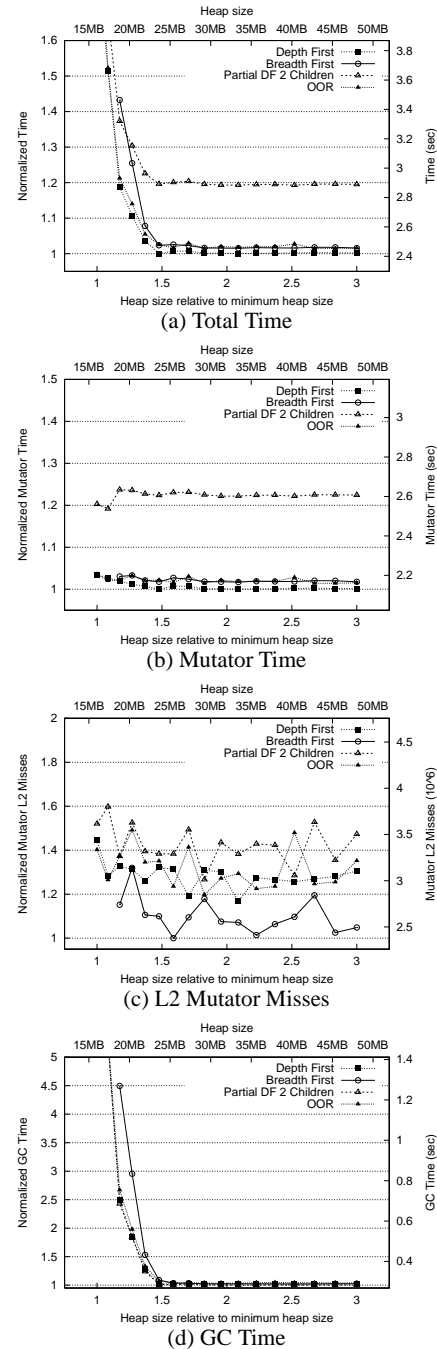 Heap size
15MB 20MB 25MB 30MB 35MB 40MB 45MB 50MB
1.6
1.5
1.4
1.3
1.2
1.1
1
Normalized Time
Depth First
Breadth First
Partial DF 2 Children
OOR
3.8
3.6
3.4
3.2
3
2.8
2.6
2.4
Time (sec)
1 1.5 2 2.5 3
Heap size relative to minimum heap size
(a) Total Time
Heap size
15MB 20MB 25MB 30MB 35MB 40MB 45MB 50MB
1.5
1.4
1.3
1.2
1.1
1
Normalized Mutator Time
Depth First
Breadth First
Partial DF 2 Children
OOR
3
2.8
2.6
2.4
2.2
Mutator Time (sec)
1 1.5 2 2.5 3
Heap size relative to minimum heap size
(b) Mutator Time
Heap size
15MB 20MB 25MB 30MB 35MB 40MB 45MB 50MB
2
1.8
1.6
1.4
1.2
1
Normalized Mutator L2 Misses
Depth First
Breadth First
Partial DF 2 Children
OOR
4.5
4
3.5
3
2.5
Mutator L2 Misses (10^6)
1 1.5 2 2.5 3
Heap size relative to minimum heap size
(c) L2 Mutator Misses
Heap size
15MB 20MB 25MB 30MB 35MB 40MB 45MB 50MB
5
4.5
4
3.5
3
2.5
2
1.5
1
Normalized GC Time
Depth First
Breadth First
Partial DF 2 Children
OOR
1.4
1.2
1
0.8
0.6
0.4
GC Time (sec)
1 1.5 2 2.5 3
Heap size relative to minimum heap size
(d) GC Time